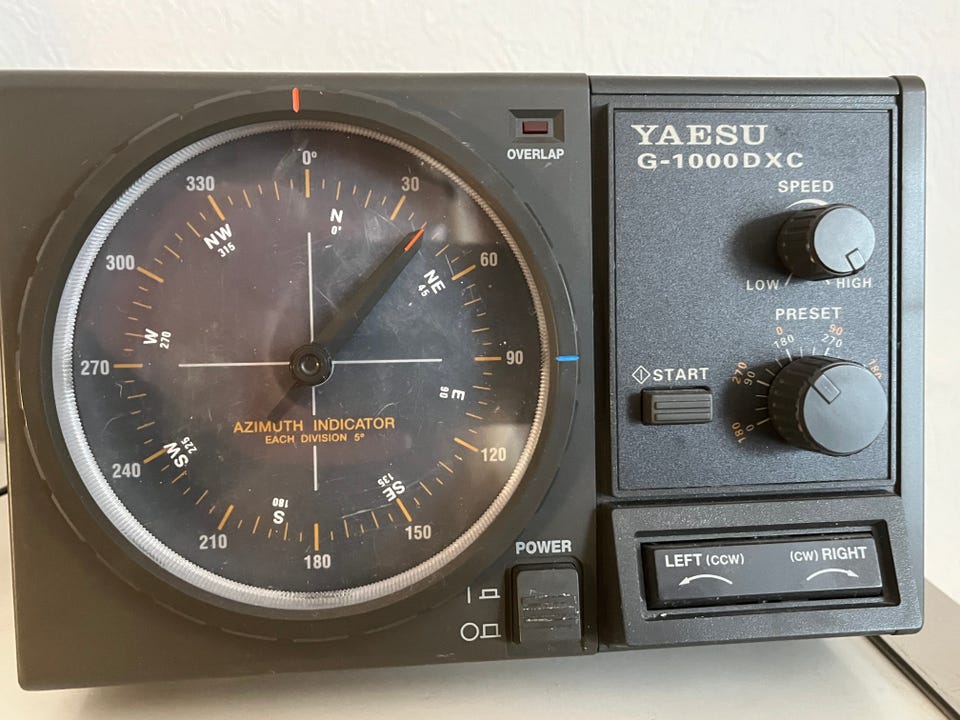 0°
30
60
90
120
150
180
210
240
270
300
330
N
0°
NE
45
E
90
SE
135
S
180
SW
225
W
270
NW
315
AZIMUTH INDICATOR
EACH DIVISION 5°
OVERLAP
POWER
YAESU
G-1000DXC
SPEED
LOW
HIGH
PRESET
0
180
90
270
180
270
90
180
0
START
LEFT (CCW)
(CW) RIGHT